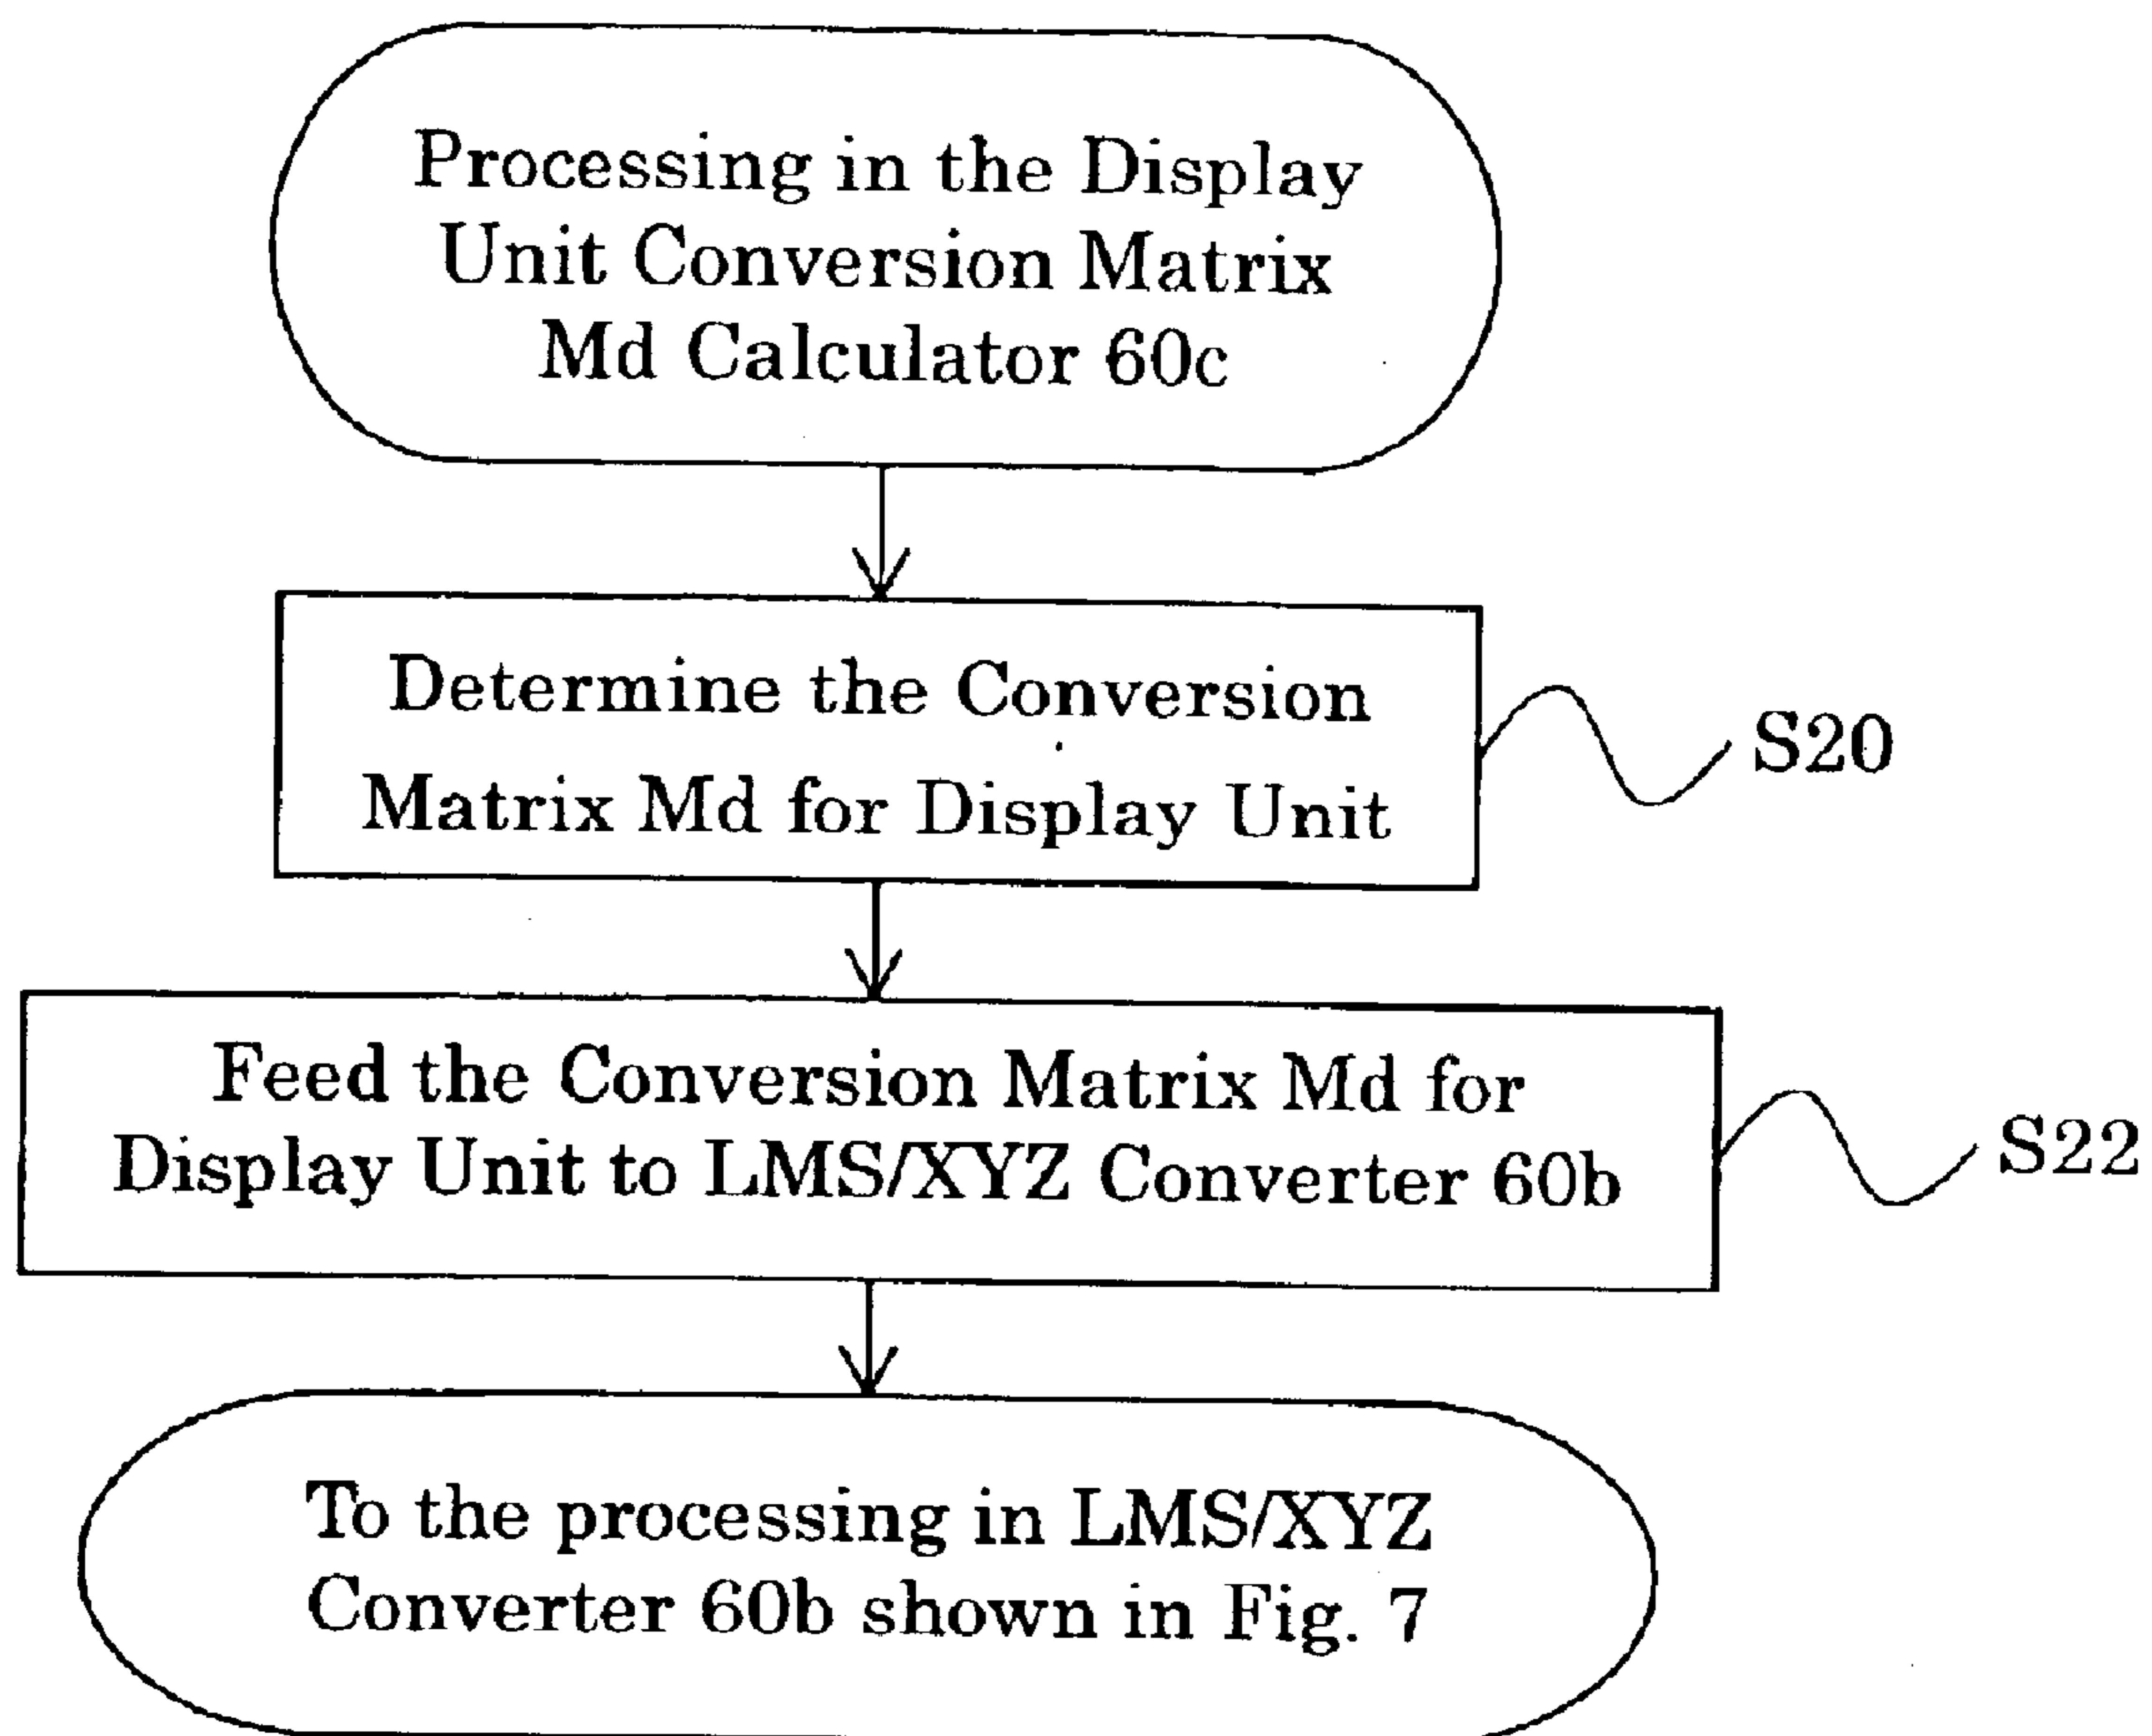 Processing in the Display
Unit Conversion Matrix
Md Calculator 60c
Determine the Conversion
Matrix Md for Display Unit
S20
Feed the Conversion Matrix Md for
Display Unit to LMS/XYZ Converter 60b
S22
To the processing in LMS/XYZ
Converter 60b shown in Fig. 7